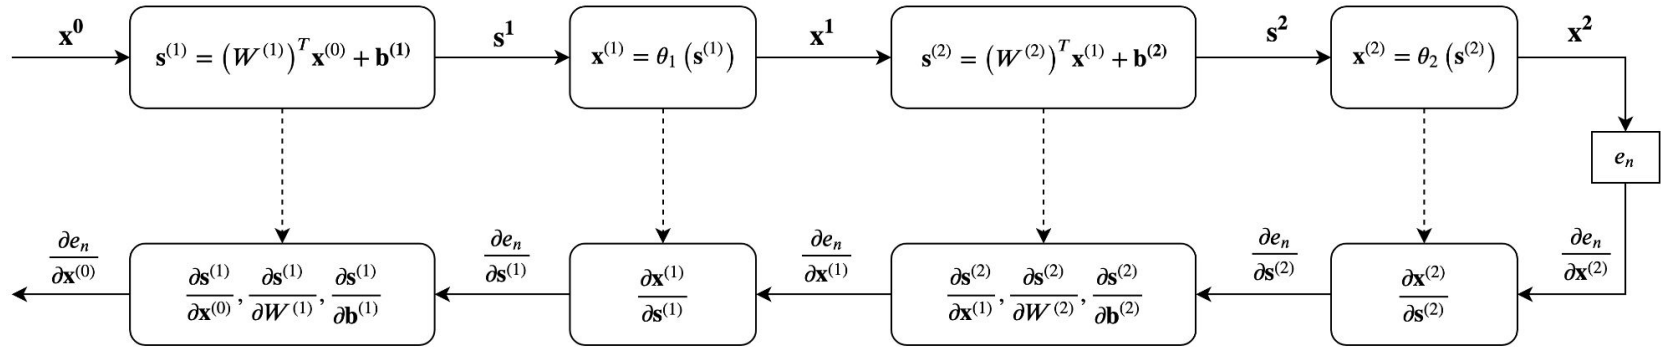 𝐱⁰
𝐬⁽¹⁾ = (W⁽¹⁾)ᵀ 𝐱⁽⁰⁾ + 𝐛⁽¹⁾
𝐬¹
𝐱⁽¹⁾ = θ₁ (𝐬⁽¹⁾)
𝐱¹
𝐬⁽²⁾ = (W⁽²⁾)ᵀ 𝐱⁽¹⁾ + 𝐛⁽²⁾
𝐬²
𝐱⁽²⁾ = θ₂ (𝐬⁽²⁾)
𝐱²
eₙ
∂eₙ/∂𝐱⁽⁰⁾
∂𝐬⁽¹⁾/∂𝐱⁽⁰⁾, ∂𝐬⁽¹⁾/∂W⁽¹⁾, ∂𝐬⁽¹⁾/∂𝐛⁽¹⁾
∂eₙ/∂𝐬⁽¹⁾
∂𝐱⁽¹⁾/∂𝐬⁽¹⁾
∂eₙ/∂𝐱⁽¹⁾
∂𝐬⁽²⁾/∂𝐱⁽¹⁾, ∂𝐬⁽²⁾/∂W⁽²⁾, ∂𝐬⁽²⁾/∂𝐛⁽²⁾
∂eₙ/∂𝐬⁽²⁾
∂𝐱⁽²⁾/∂𝐬⁽²⁾
∂eₙ/∂𝐱⁽²⁾